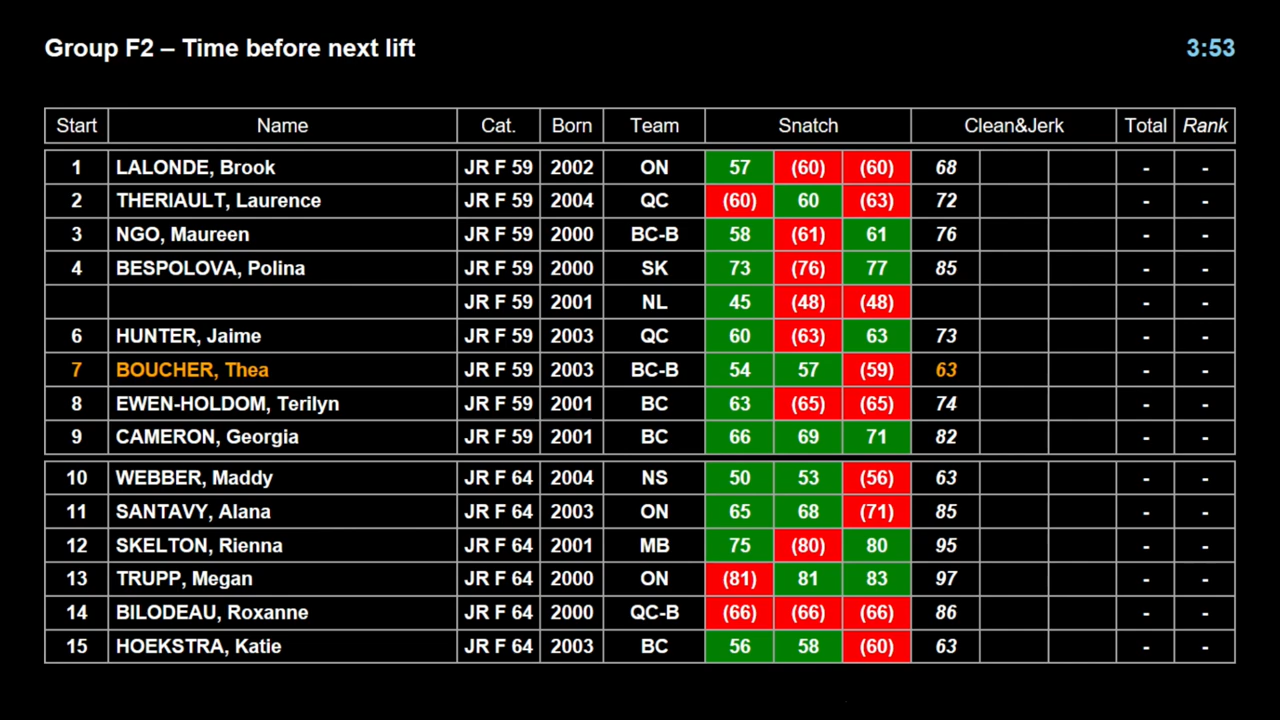 Group F2 – Time before next lift 3:53
Start Name Cat. Born Team Snatch Clean&Jerk Total Rank
1 LALONDE, Brook JR F 59 2002 ON 57 (60) (60) 68 - -
2 THERIAULT, Laurence JR F 59 2004 QC (60) 60 (63) 72 - -
3 NGO, Maureen JR F 59 2000 BC-B 58 (61) 61 76 - -
4 BESPOLOVA, Polina JR F 59 2000 SK 73 (76) 77 85 - -
JR F 59 2001 NL 45 (48) (48) - -
6 HUNTER, Jaime JR F 59 2003 QC 60 (63) 63 73 - -
7 BOUCHER, Thea JR F 59 2003 BC-B 54 57 (59) 63 - -
8 EWEN-HOLDOM, Terilyn JR F 59 2001 BC 63 (65) (65) 74 - -
9 CAMERON, Georgia JR F 59 2001 BC 66 69 71 82 - -
10 WEBBER, Maddy JR F 64 2004 NS 50 53 (56) 63 - -
11 SANTAVY, Alana JR F 64 2003 ON 65 68 (71) 85 - -
12 SKELTON, Rienna JR F 64 2001 MB 75 (80) 80 95 - -
13 TRUPP, Megan JR F 64 2000 ON (81) 81 83 97 - -
14 BILODEAU, Roxanne JR F 64 2000 QC-B (66) (66) (66) 86 - -
15 HOEKSTRA, Katie JR F 64 2003 BC 56 58 (60) 63 - -